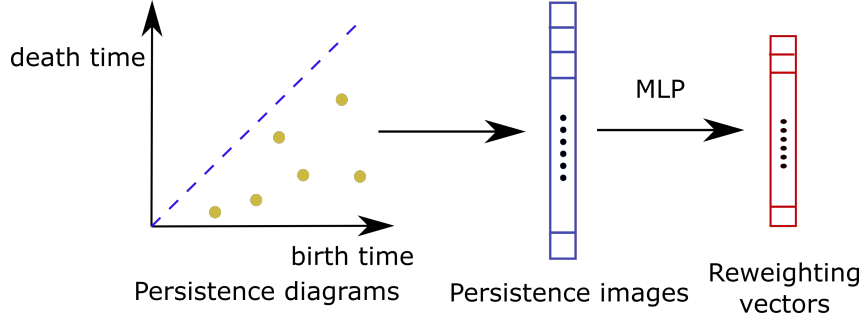 death time
birth time
Persistence diagrams
Persistence images
MLP
Reweighting
vectors